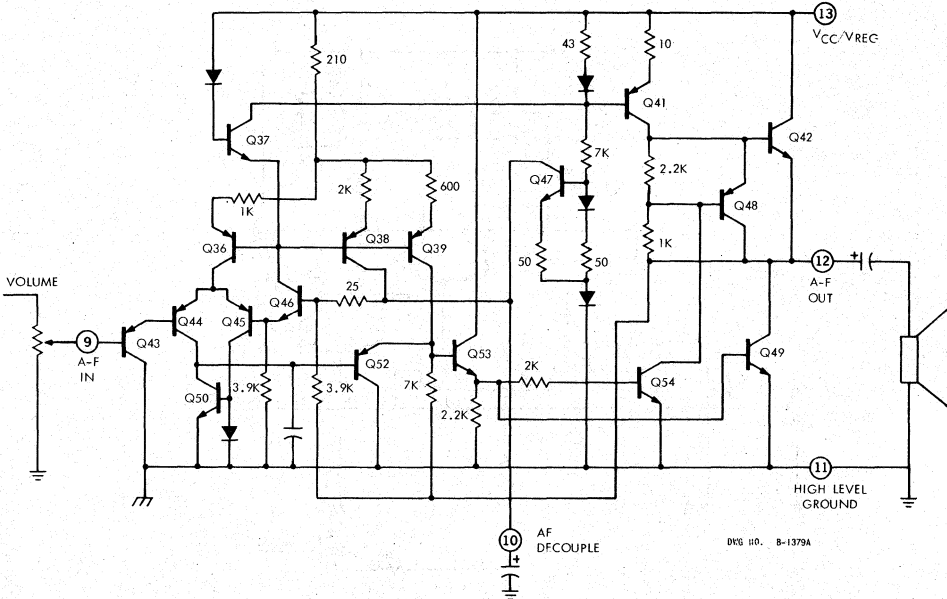 13
VCC/VREG
210
43
10
Q41
Q37
Q42
7K
2.2K
2K
600
Q47
1K
Q48
Q36
Q38
Q39
1K
50
50
12
A-F
OUT
VOLUME
Q46
25
Q44
Q45
9
A-F
IN
Q43
Q53
Q49
Q52
2K
Q54
3.9K
3.9K
7K
Q50
2.2K
11
HIGH LEVEL
GROUND
10
AF
DECOUPLE
DWG NO. B-1379A